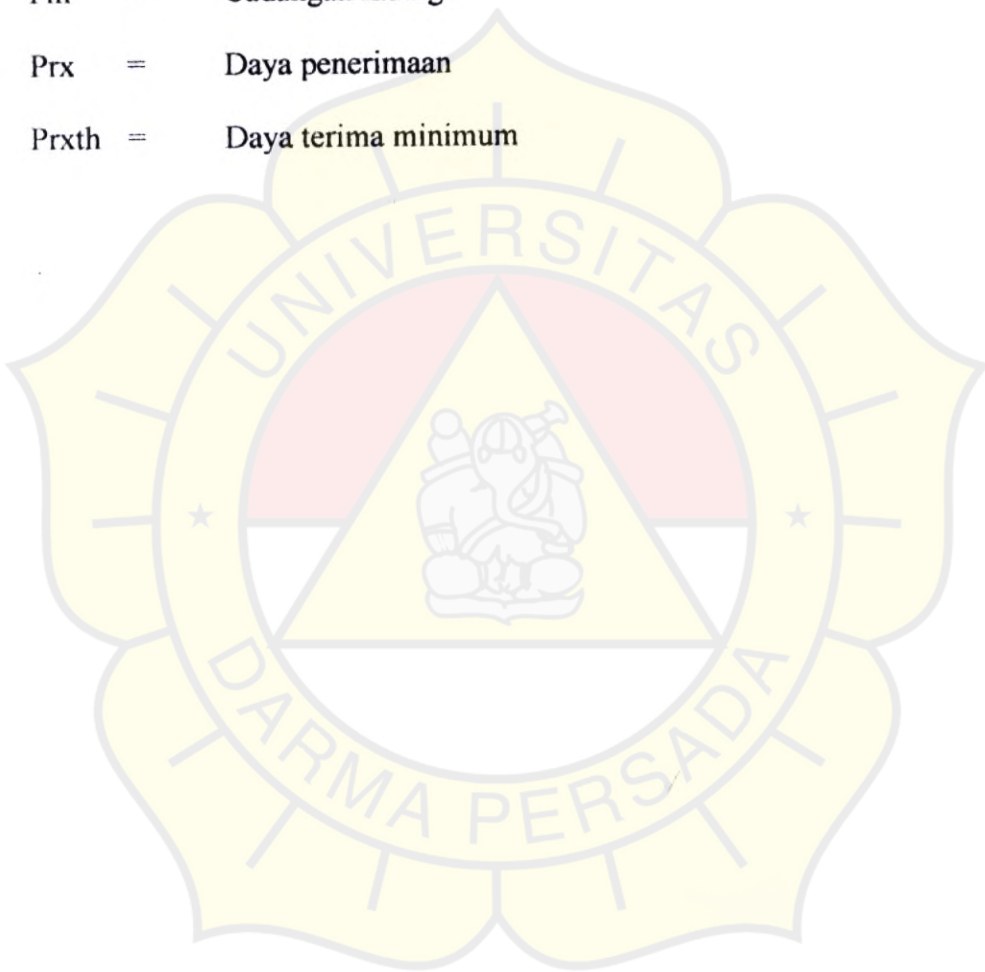 Prx = Daya penerimaan
Prxth = Daya terima minimum
UNIVERSITAS
DARMA PERSADA